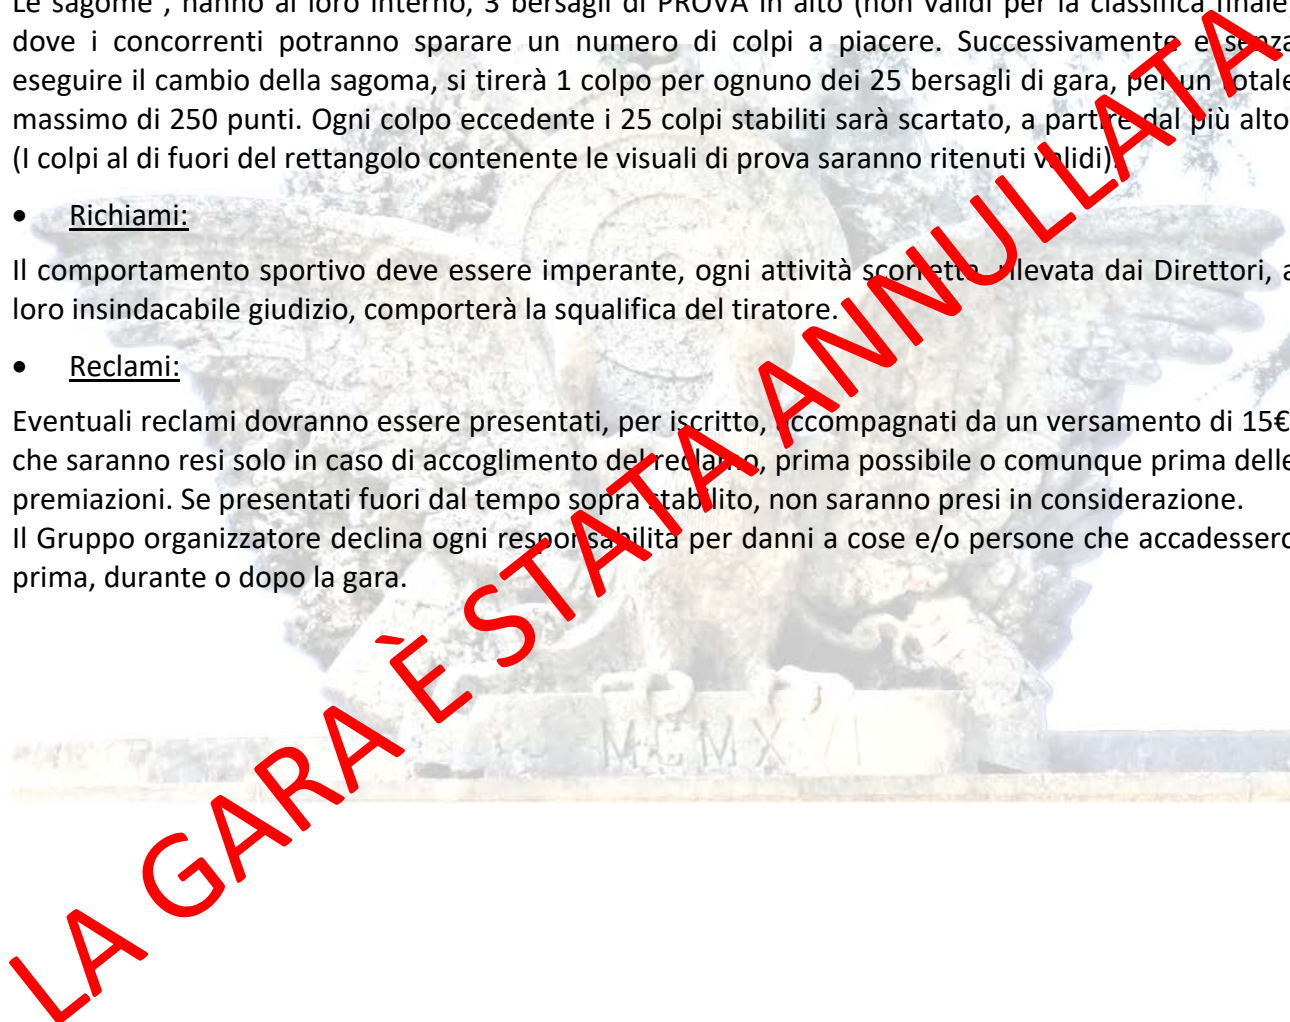 Le sagome , hanno al loro interno, 3 bersagli di PROVA in alto (non validi per la classifica finale)
dove i concorrenti potranno sparare un numero di colpi a piacere. Successivamente e senza
eseguire il cambio della sagoma, si tirerà 1 colpo per ognuno dei 25 bersagli di gara, per un totale
massimo di 250 punti. Ogni colpo eccedente i 25 colpi stabiliti sarà scartato, a partire dal più alto
(I colpi al di fuori del rettangolo contenente le visuali di prova saranno ritenuti validi).
• Richiami:
Il comportamento sportivo deve essere imperante, ogni attività scorretta, rilevata dai Direttori, a
loro insindacabile giudizio, comporterà la squalifica del tiratore.
• Reclami:
Eventuali reclami dovranno essere presentati, per iscritto, accompagnati da un versamento di 15€
che saranno resi solo in caso di accoglimento del reclamo, prima possibile o comunque prima delle
premiazioni. Se presentati fuori dal tempo sopra stabilito, non saranno presi in considerazione.
Il Gruppo organizzatore declina ogni responsabilità per danni a cose e/o persone che accadessero
prima, durante o dopo la gara.
LA GARA È STATA ANNULLATA